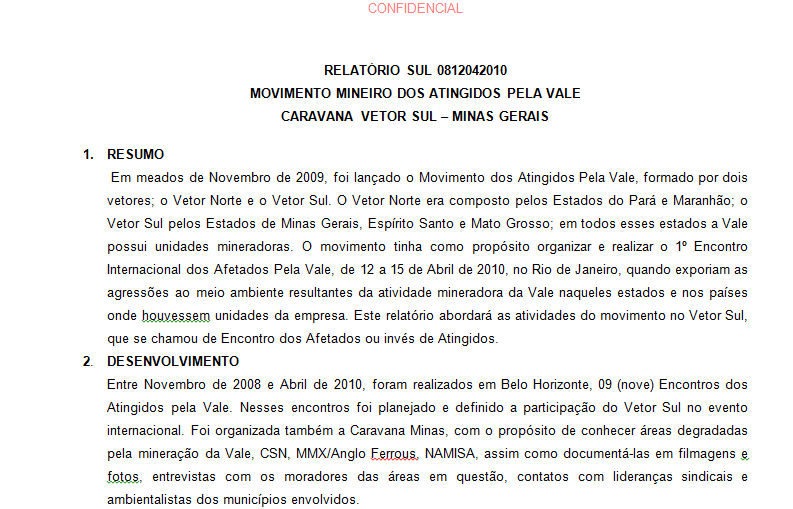 CONFIDENCIAL
RELATÓRIO SUL 0812042010
MOVIMENTO MINEIRO DOS ATINGIDOS PELA VALE
CARAVANA VETOR SUL – MINAS GERAIS
1. RESUMO
Em meados de Novembro de 2009, foi lançado o Movimento dos Atingidos Pela Vale, formado por dois
vetores; o Vetor Norte e o Vetor Sul. O Vetor Norte era composto pelos Estados do Pará e Maranhão; o
Vetor Sul pelos Estados de Minas Gerais, Espírito Santo e Mato Grosso; em todos esses estados a Vale
possui unidades mineradoras. O movimento tinha como propósito organizar e realizar o 1º Encontro
Internacional dos Afetados Pela Vale, de 12 a 15 de Abril de 2010, no Rio de Janeiro, quando exporiam as
agressões ao meio ambiente resultantes da atividade mineradora da Vale naqueles estados e nos países
onde houvessem unidades da empresa. Este relatório abordará as atividades do movimento no Vetor Sul,
que se chamou de Encontro dos Afetados ou invés de Atingidos.
2. DESENVOLVIMENTO
Entre Novembro de 2008 e Abril de 2010, foram realizados em Belo Horizonte, 09 (nove) Encontros dos
Atingidos pela Vale. Nesses encontros foi planejado e definido a participação do Vetor Sul no evento
internacional. Foi organizada também a Caravana Minas, com o propósito de conhecer áreas degradadas
pela mineração da Vale, CSN, MMX/Anglo Ferrous, NAMISA, assim como documentá-las em filmagens e
fotos, entrevistas com os moradores das áreas em questão, contatos com lideranças sindicais e
ambientalistas dos municípios envolvidos.